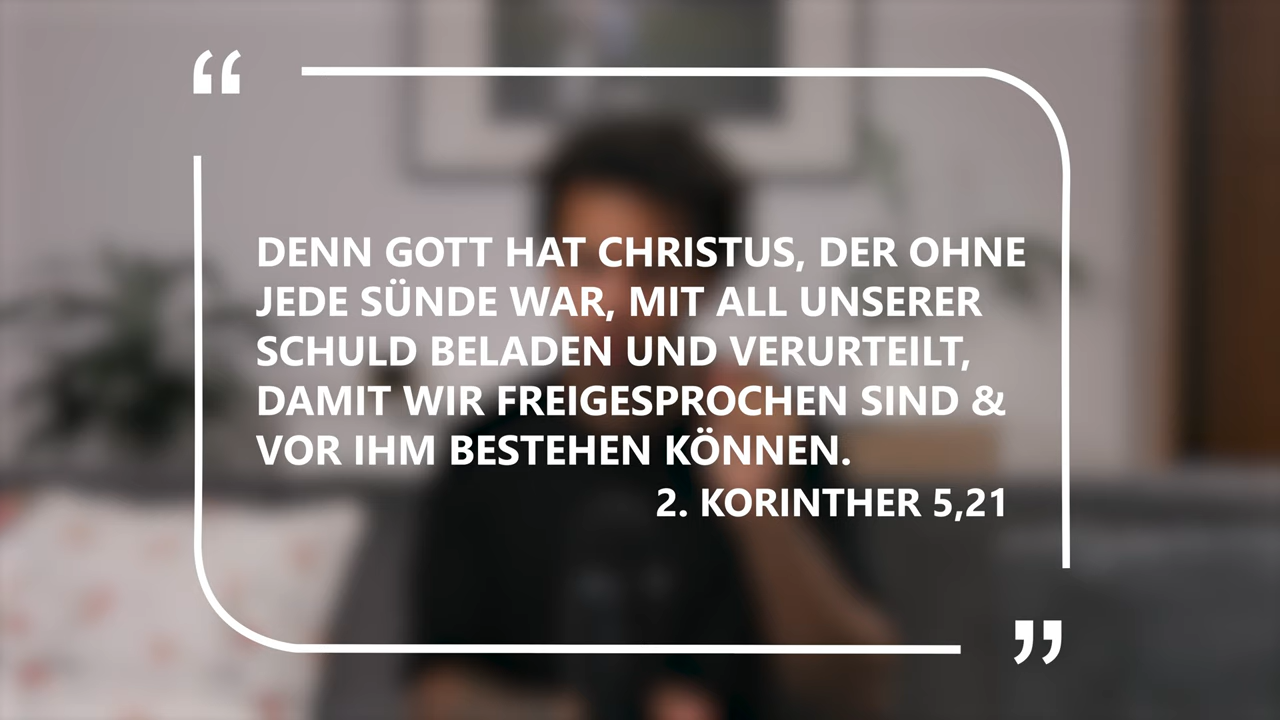 “
DENN GOTT HAT CHRISTUS, DER OHNE
JEDE SÜNDE WAR, MIT ALL UNSERER
SCHULD BELADEN UND VERURTEILT,
DAMIT WIR FREIGESPROCHEN SIND &
VOR IHM BESTEHEN KÖNNEN.
2. KORINTHER 5,21
”